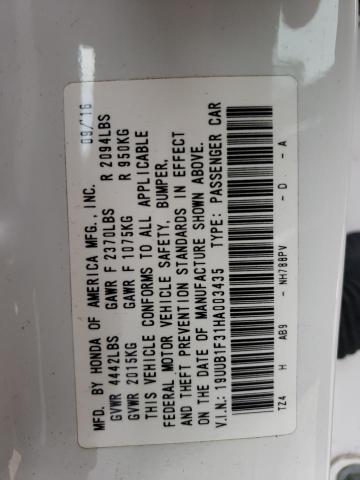 MFD. BY HONDA OF AMERICA MFG.,INC. 09/16
GVWR 4442LBS GAWR F 2370LBS R 2094LBS
GVWR 2015KG GAWR F 1075KG R 950KG
THIS VEHICLE CONFORMS TO ALL APPLICABLE
FEDERAL MOTOR VEHICLE SAFETY, BUMPER,
AND THEFT PREVENTION STANDARDS IN EFFECT
ON THE DATE OF MANUFACTURE SHOWN ABOVE.
V.I.N.: 19UUB1F31HA003435 TYPE: PASSENGER CAR
TZ4 H AB9 - NH788PV - D - A